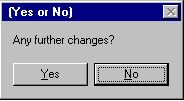 (Yes or No)
Any further changes?
Yes No